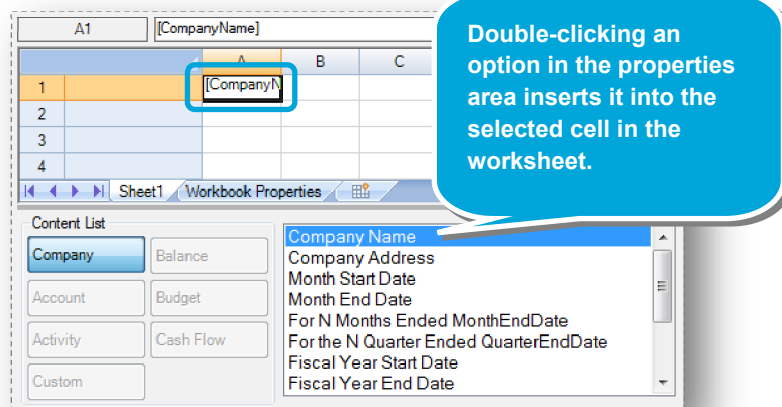 A1 [CompanyName]
Double-clicking an
option in the properties
area inserts it into the
selected cell in the
worksheet.
A B C
1 [CompanyN
2
3
4
Sheet1 Workbook Properties
Content List
Company Balance
Account Budget
Activity Cash Flow
Custom
Company Name
Company Address
Month Start Date
Month End Date
For N Months Ended MonthEndDate
For the N Quarter Ended QuarterEndDate
Fiscal Year Start Date
Fiscal Year End Date